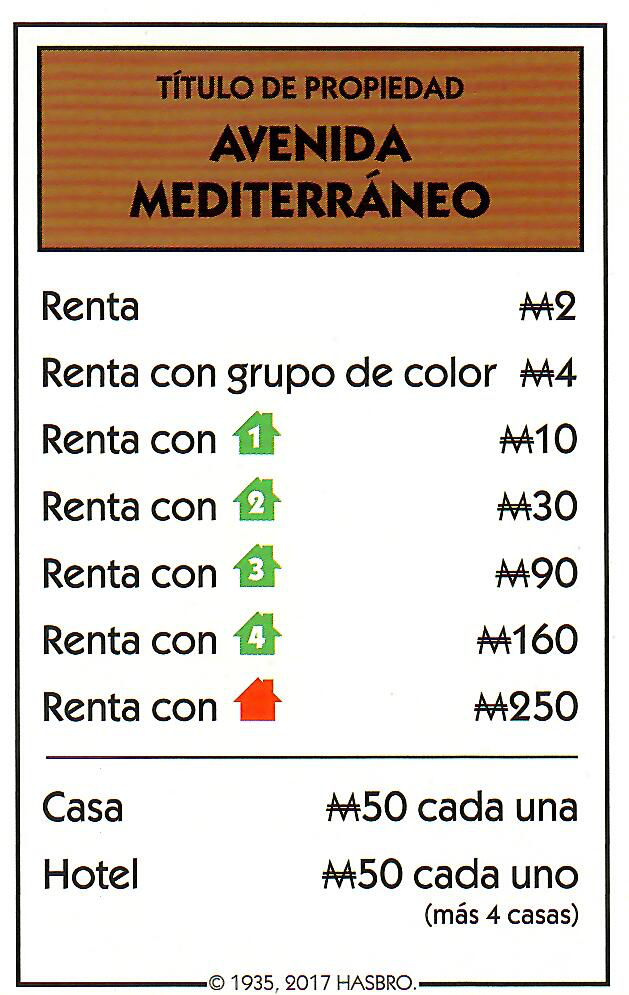 TÍTULO DE PROPIEDAD
AVENIDA
MEDITERRÁNEO
Renta ₩2
Renta con grupo de color ₩4
Renta con 1 ₩10
Renta con 2 ₩30
Renta con 3 ₩90
Renta con 4 ₩160
Renta con ₩250
Casa ₩50 cada una
Hotel ₩50 cada uno
(más 4 casas)
© 1935, 2017 HASBRO.